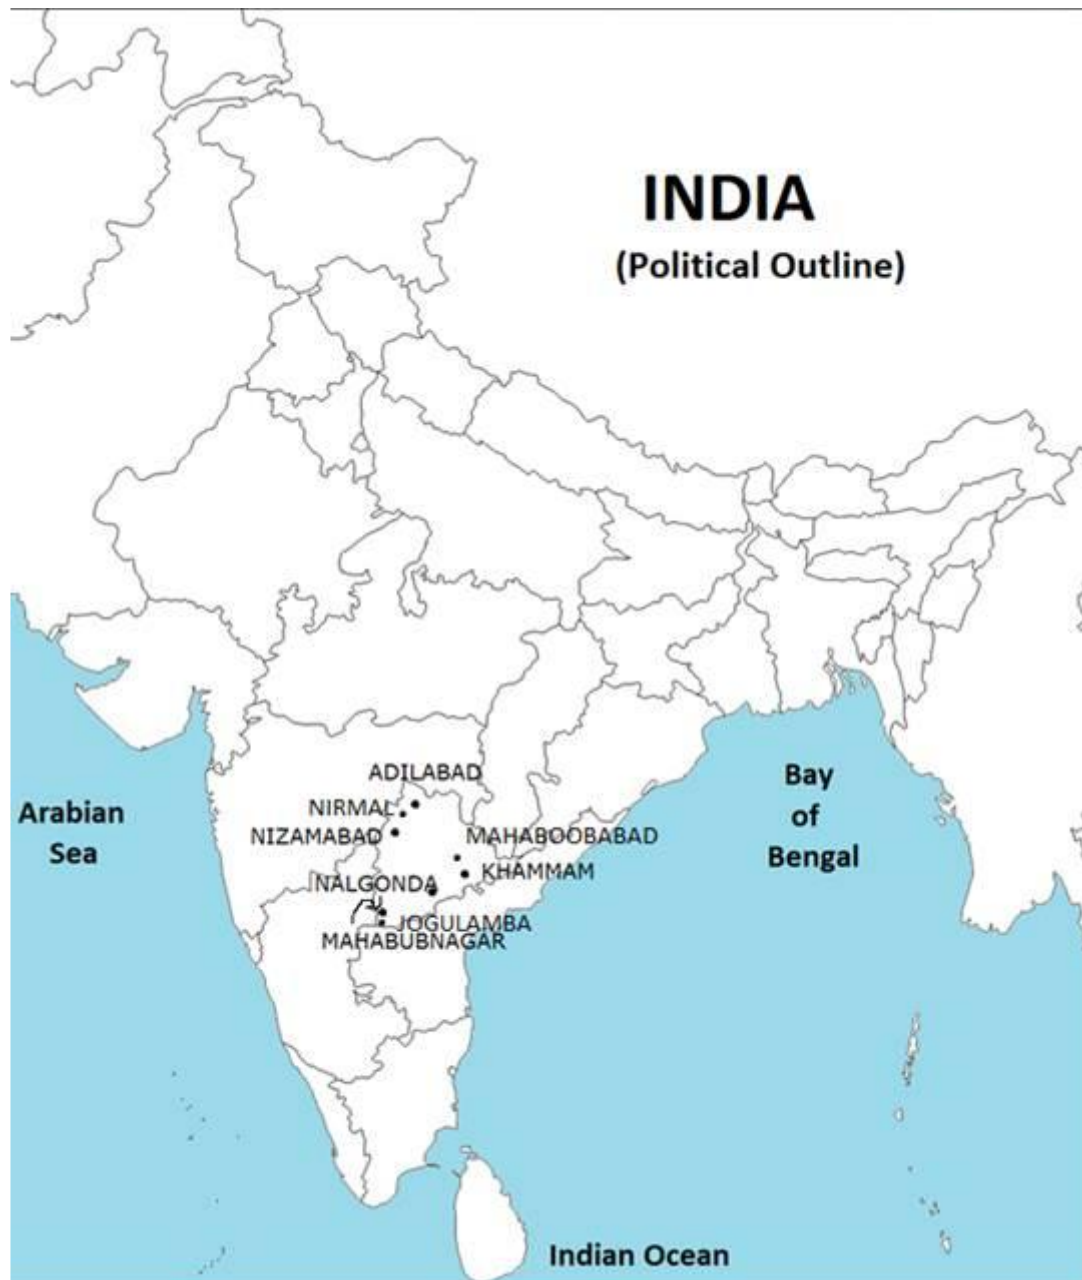 INDIA
(Political Outline)
ADILABAD
NIRMAL
NIZAMABAD
MAHABOOBABAD
KHAMMAM
NALGONDA
JOGULAMBA
MAHABUBNAGAR
Arabian
Sea
Bay
of
Bengal
Indian Ocean